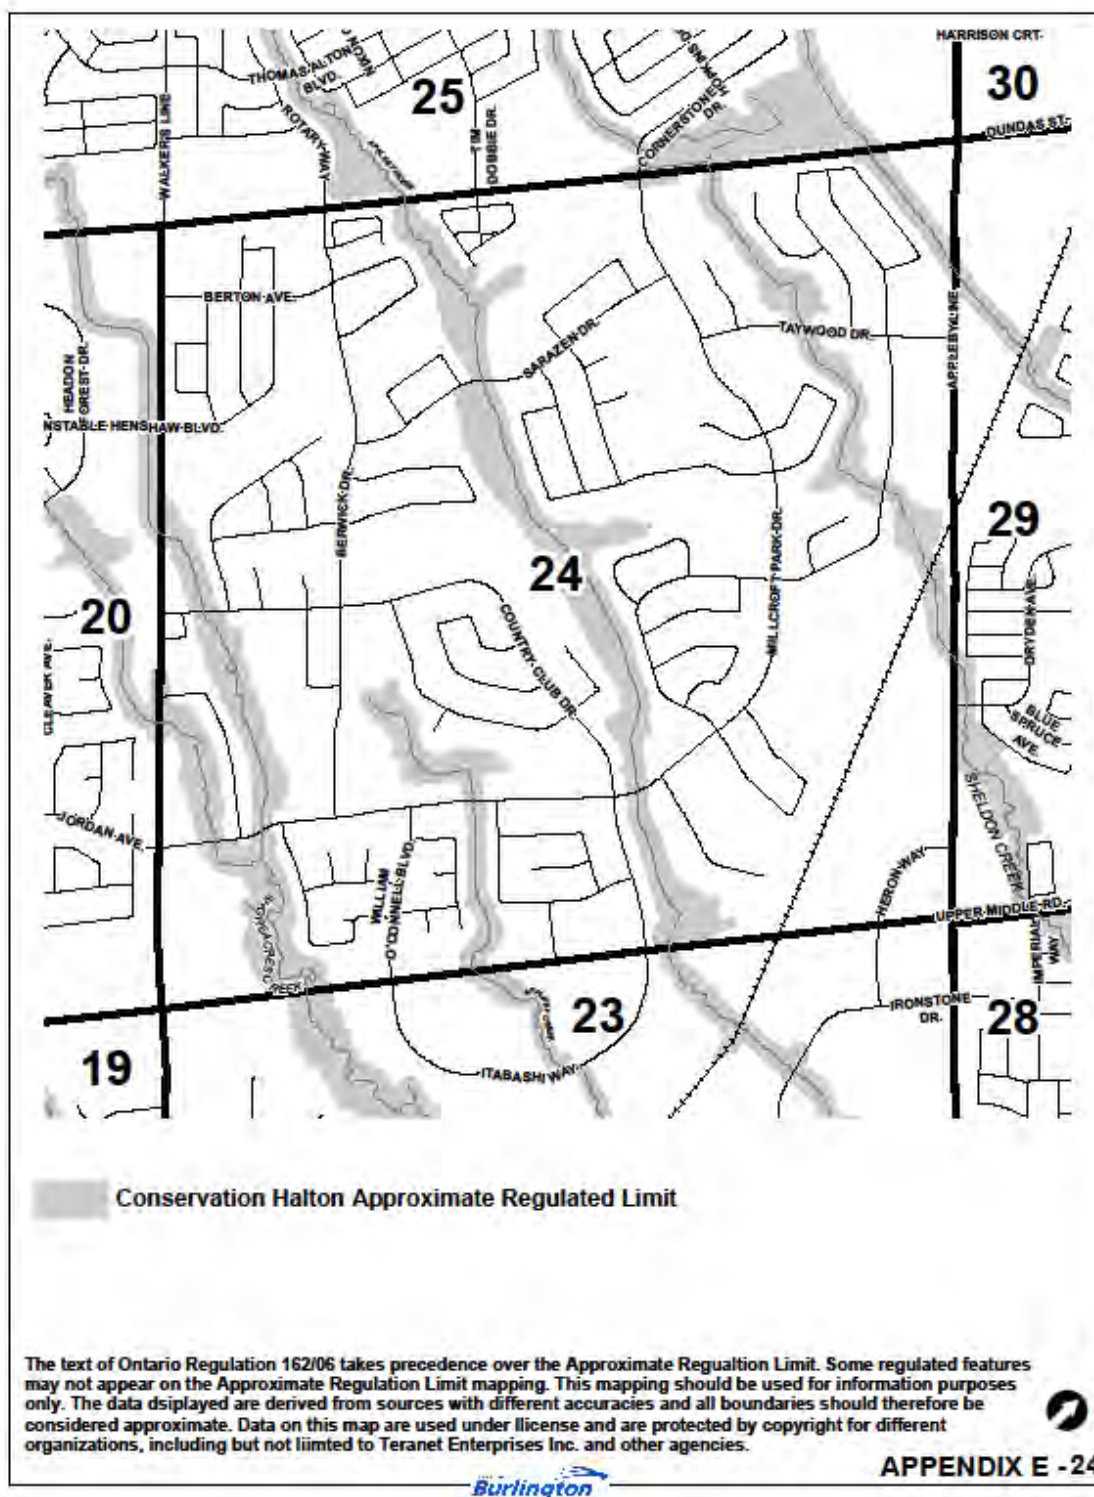 HARRISON CRT.
THOMAS ALTON
BLVD.
NIXON
25
30
WALKERS LINE
ROTARY WAY
TIM
DOBBIE DR.
CORNERSTONE
DR.
HOPKINS
DUNDAS ST.
BERTON AVE.
TAYWOOD DR.
APPLEBY LINE
SARAZEN DR.
HEADON
FOREST DR.
NSTABLE HENSHAW BLVD.
BERWICK DR.
29
24
MILLCROFT PARK DR.
20
COUNTRY CLUB DR.
DRYDEN AVE.
CLEAVER AVE.
BLUE
SPRUCE
AVE.
SHELDON CREEK
JORDAN AVE.
WILLIAM
O'CONNELL BLVD.
HERON WAY
UPPER MIDDLE RD.
IMPERIAL
WAY
IRONSTONE
DR.
23
28
19
ITABASHI WAY
Conservation Halton Approximate Regulated Limit
The text of Ontario Regulation 162/06 takes precedence over the Approximate Regualtion Limit. Some regulated features
may not appear on the Approximate Regulation Limit mapping. This mapping should be used for information purposes
only. The data dsiplayed are derived from sources with different accuracies and all boundaries should therefore be
considered approximate. Data on this map are used under llicense and are protected by copyright for different
organizations, including but not liimted to Teranet Enterprises Inc. and other agencies.
APPENDIX E - 24
Burlington